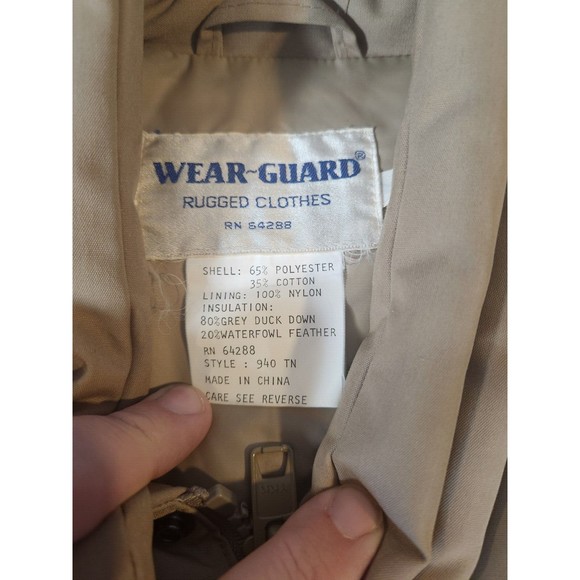 WEAR~GUARD®
RUGGED CLOTHES
RN 64288
SHELL: 65% POLYESTER
35% COTTON
LINING: 100% NYLON
INSULATION:
80%GREY DUCK DOWN
20%WATERFOWL FEATHER
RN 64288
STYLE : 940 TN
MADE IN CHINA
CARE SEE REVERSE